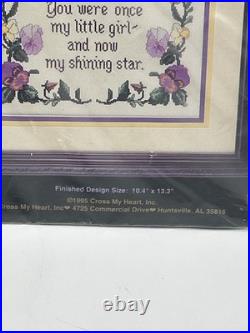 You were once
my little girl-
and now
my shining star.
Finished Design Size: 10.4" x 13.3"
©1995 Cross My Heart, Inc.
Cross My Heart, Inc❤ 4725 Commercial Drive❤ Huntsville, AL 35816